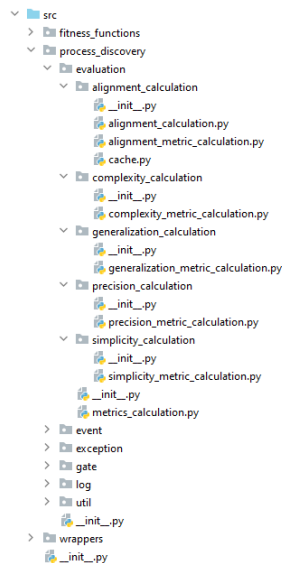 src
fitness_functions
process_discovery
evaluation
alignment_calculation
__init__.py
alignment_calculation.py
alignment_metric_calculation.py
cache.py
complexity_calculation
__init__.py
complexity_metric_calculation.py
generalization_calculation
__init__.py
generalization_metric_calculation.py
precision_calculation
__init__.py
precision_metric_calculation.py
simplicity_calculation
__init__.py
simplicity_metric_calculation.py
__init__.py
metrics_calculation.py
event
exception
gate
log
util
__init__.py
wrappers
__init__.py